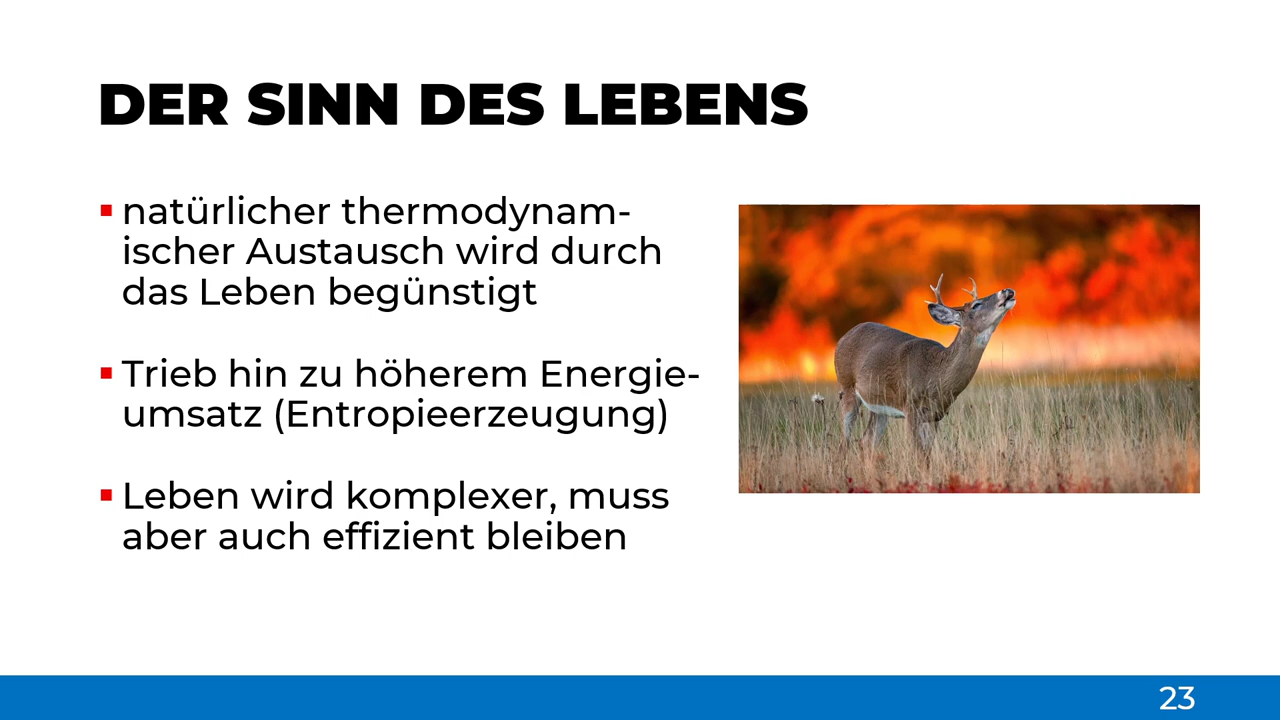 DER SINN DES LEBENS
natürlicher thermodynam-
ischer Austausch wird durch
das Leben begünstigt
Trieb hin zu höherem Energie-
umsatz (Entropieerzeugung)
Leben wird komplexer, muss
aber auch effizient bleiben
23